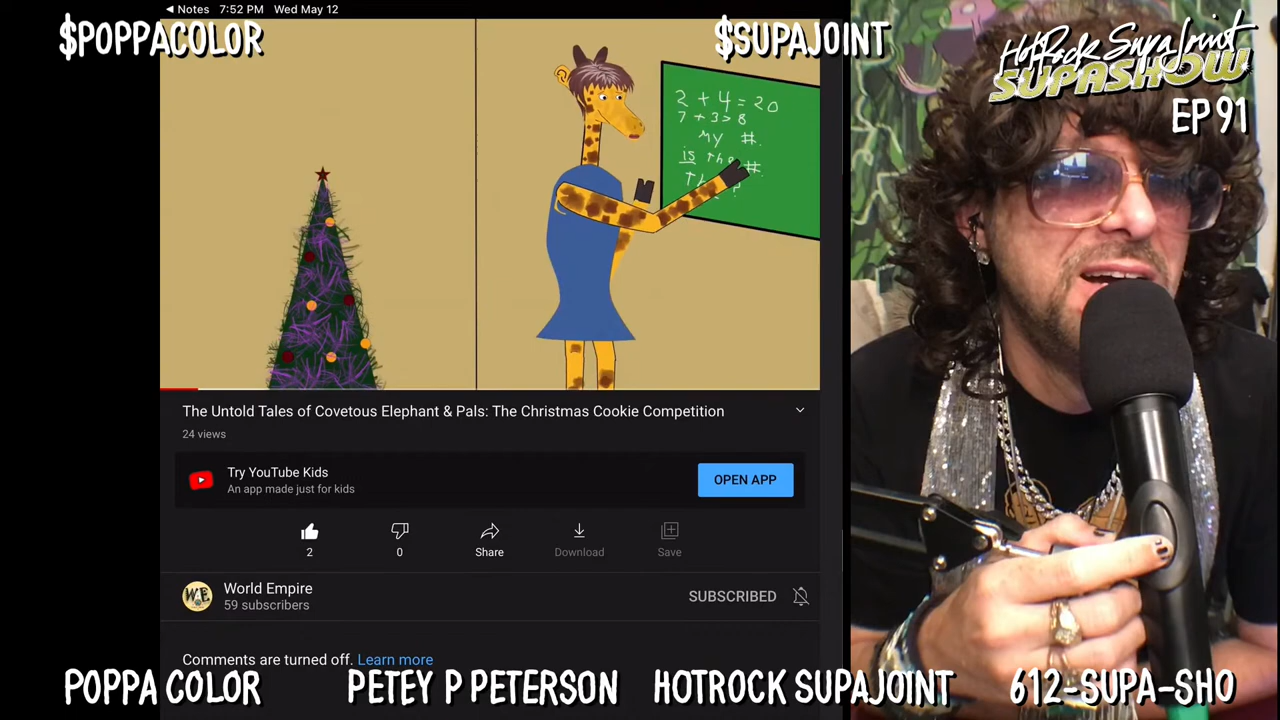 Notes 7:52 PM Wed May 12
$POPPACOLOR
$SUPAJOINT
HotRock SupaJoint
SUPASHOW
EP 91
2 + 4 = 20
7 + 3 > 8
MY #.
is the #.
The Untold Tales of Covetous Elephant & Pals: The Christmas Cookie Competition
24 views
Try YouTube Kids
An app made just for kids
OPEN APP
2
0
Share
Download
Save
World Empire
59 subscribers
SUBSCRIBED
Comments are turned off. Learn more
POPPA COLOR PETEY P PETERSON HOTROCK SUPAJOINT 612-SUPA-SHO